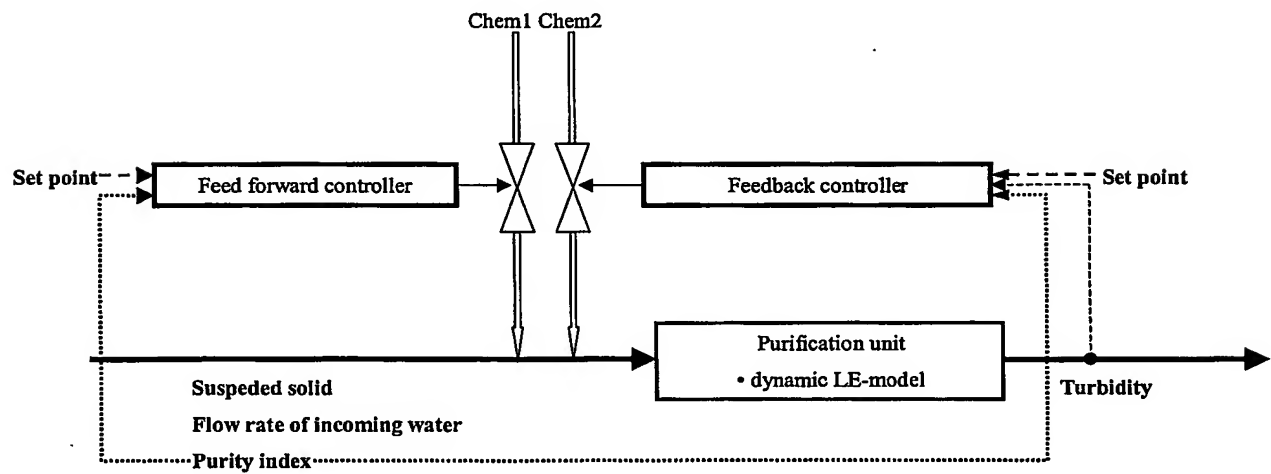 Chem1 Chem2
Set point
Feed forward controller
Feedback controller
Set point
Purification unit
• dynamic LE-model
Suspeded solid
Turbidity
Flow rate of incoming water
Purity index